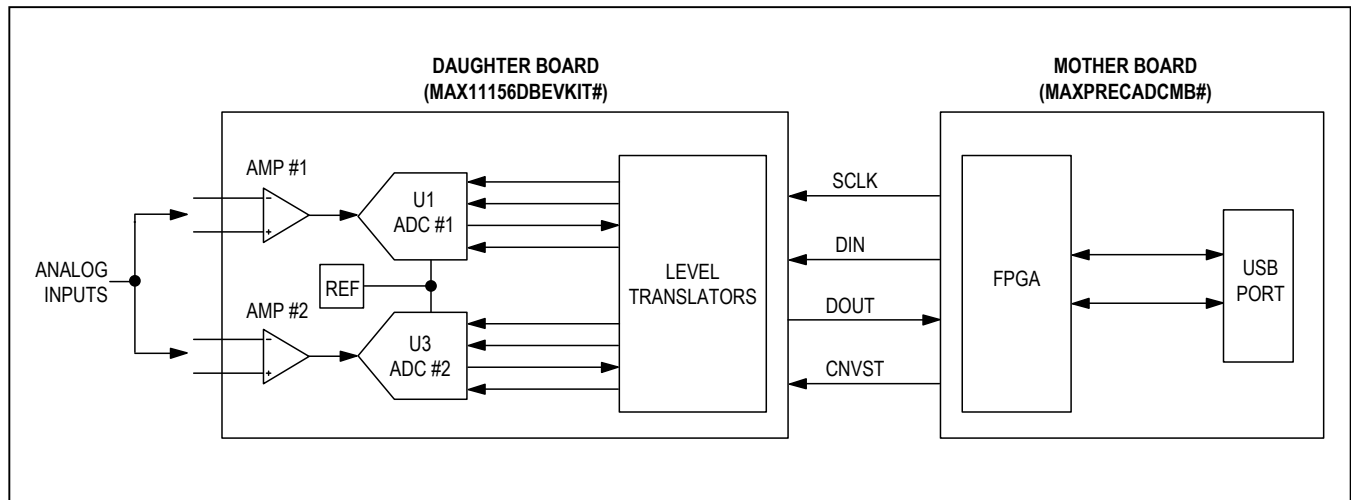 DAUGHTER BOARD
(MAX11156DBEVKIT#)
MOTHER BOARD
(MAXPRECADCMB#)
AMP #1
-
+
U1
ADC #1
ANALOG
INPUTS
REF
AMP #2
-
+
U3
ADC #2
LEVEL
TRANSLATORS
SCLK
DIN
DOUT
CNVST
FPGA
USB
PORT